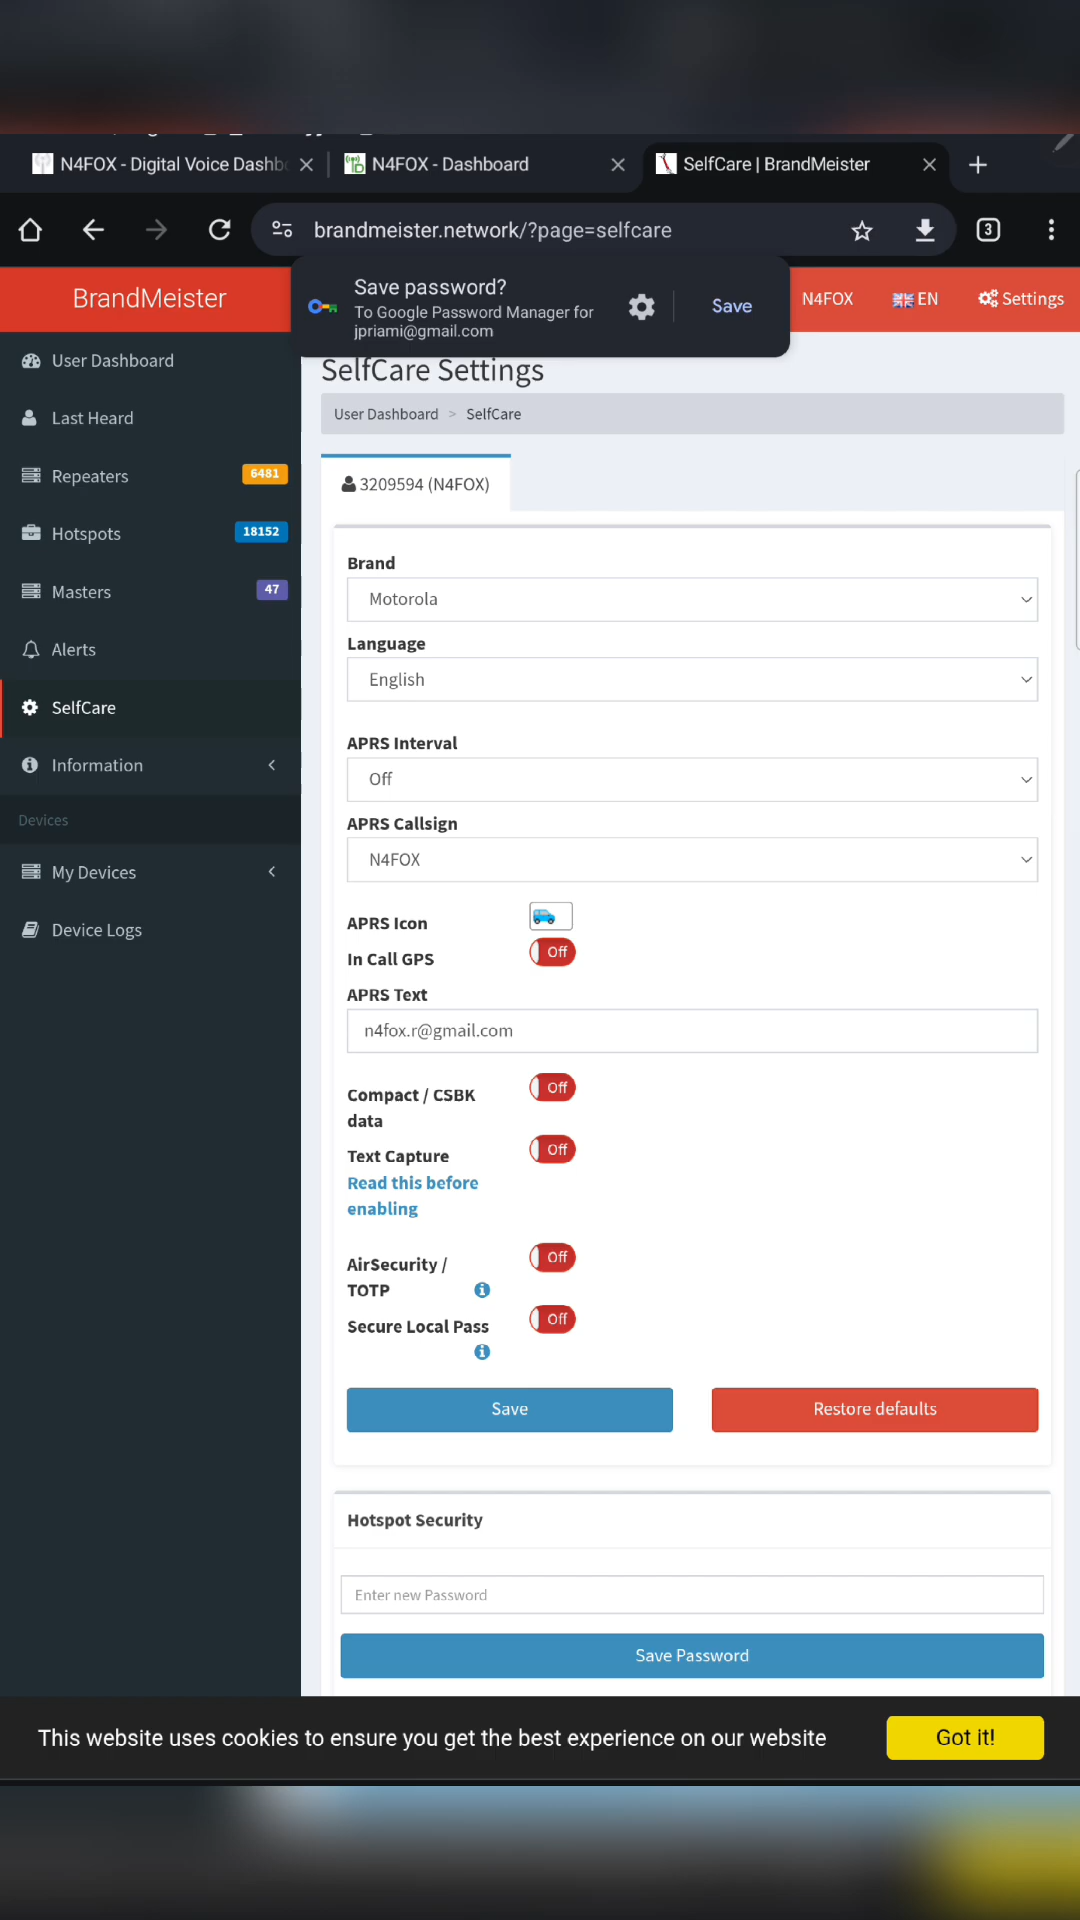 N4FOX - Digital Voice Dashb
N4FOX - Dashboard
SelfCare | BrandMeister
brandmeister.network/?page=selfcare
3
BrandMeister
Save password?
To Google Password Manager for
jpriami@gmail.com
Save
N4FOX
EN
Settings
User Dashboard
Last Heard
Repeaters
6481
Hotspots
18152
Masters
47
Alerts
SelfCare
Information
Devices
My Devices
Device Logs
SelfCare Settings
User Dashboard > SelfCare
3209594 (N4FOX)
Brand
Motorola
Language
English
APRS Interval
Off
APRS Callsign
N4FOX
APRS Icon
In Call GPS
Off
APRS Text
n4fox.r@gmail.com
Compact / CSBK
data
Off
Text Capture
Off
Read this before
enabling
AirSecurity /
TOTP
Off
Secure Local Pass
Off
Save
Restore defaults
Hotspot Security
Enter new Password
Save Password
This website uses cookies to ensure you get the best experience on our website
Got it!